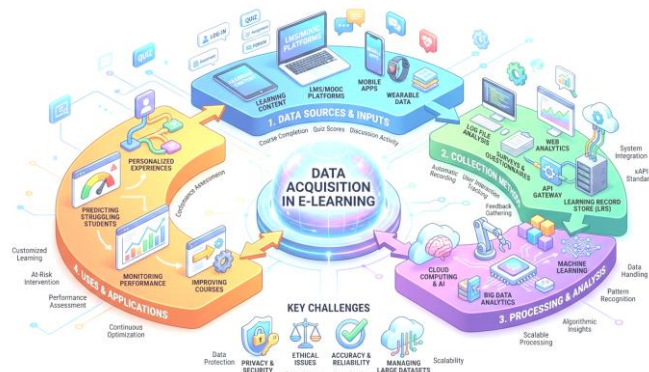 LOG IN
QUIZ
QUIZ
LMS/MOOC
PLATFORMS
LEARNING
CONTENT
LMS/MOOC
PLATFORMS
MOBILE
APPS
WEARABLE
DATA
1. DATA SOURCES & INPUTS
Course Completion
Quiz Scores
Discussion Activity
LOG FILE
ANALYSIS
SURVEYS &
QUESTIONNAIRES
WEB
ANALYTICS
API
GATEWAY
LEARNING RECORD
STORE (LRS)
System
Integration
xAPI
Standar
2. COLLECTION
Automatic
Recording
User Interaction
Tracking
Feedback
Gathering
DATA
ACQUISITION
IN E-LEARNING
PERSONALIZED
EXPERIENCES
PREDICTING
STRUGGLING
STUDENTS
MONITORING
PERFORMANCE
IMPROVING
COURSES
4. USES & APPLICATIONS
Customized
Learning
At-Risk
Intervention
Performance
Assessment
Continuous
Optimization
CLOUD
COMPUTING
& AI
BIG DATA
ANALYTICS
MACHINE
LEARNING
3. PROCESSING & ANALYSIS
Data
Handling
Pattern
Recognition
Algorithmic
Insights
Scalable
Processing
KEY CHALLENGES
Data
Protection
PRIVACY &
SECURITY
ETHICAL
ISSUES
ACCURACY &
RELIABILITY
MANAGING
LARGE DATASETS
Scalability